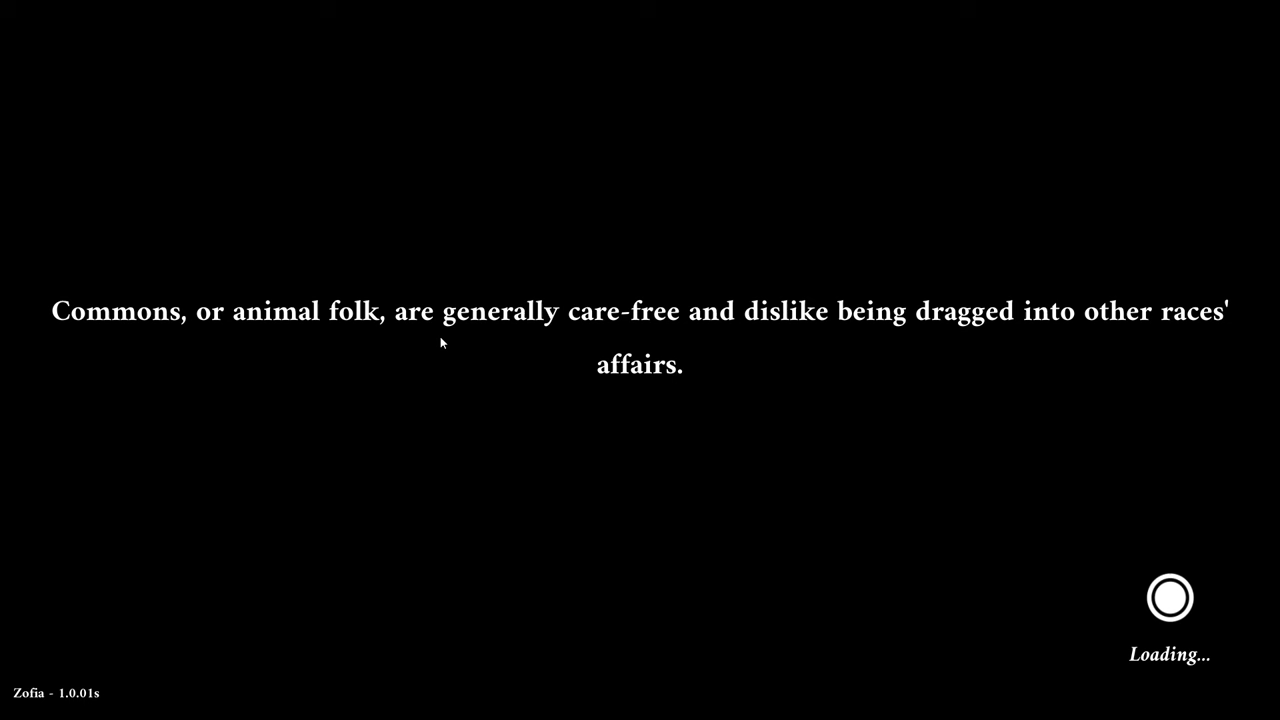 Commons, or animal folk, are generally care-free and dislike being dragged into other races'
affairs.
Loading...
Zofia - 1.0.01s